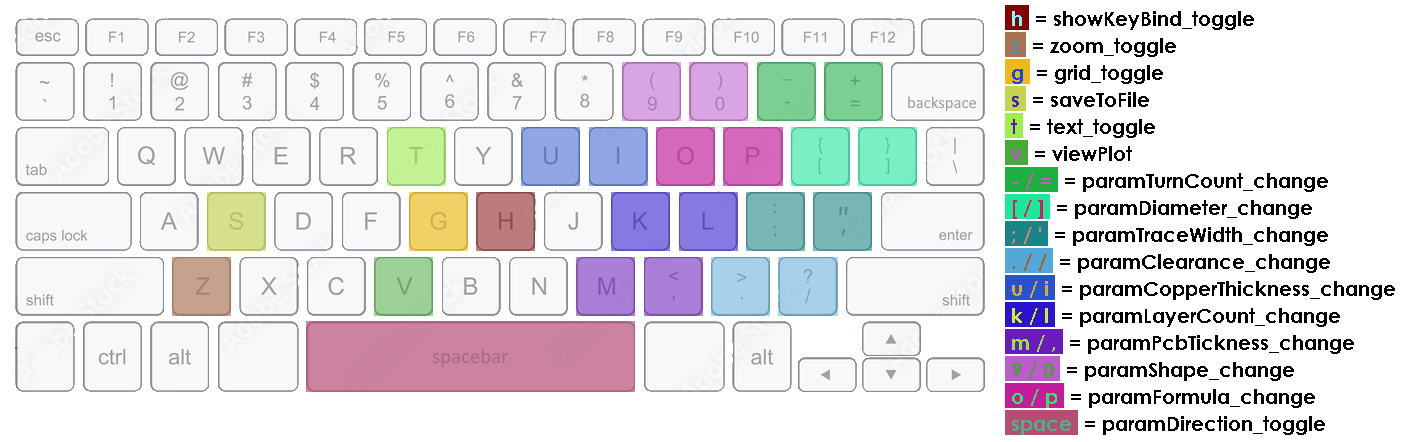 esc F1 F2 F3 F4 F5 F6 F7 F8 F9 F10 F11 F12
~ ! @ # $ % ^ & * ( ) _ +
` 1 2 3 4 5 6 7 8 9 0 - = backspace
tab Q W E R T Y U I O P { } |
[ ] \
caps lock A S D F G H J K L : " enter
; '
shift Z X C V B N M < > ? shift
, . /
ctrl alt spacebar alt ▲
◄ ▼ ►
h = showKeyBind_toggle
z = zoom_toggle
g = grid_toggle
s = saveToFile
t = text_toggle
v = viewPlot
- / = = paramTurnCount_change
[ / ] = paramDiameter_change
; / ' = paramTraceWidth_change
. / / = paramClearance_change
u / i = paramCopperThickness_change
k / l = paramLayerCount_change
m / , = paramPcbTickness_change
9 / 0 = paramShape_change
o / p = paramFormula_change
space = paramDirection_toggle